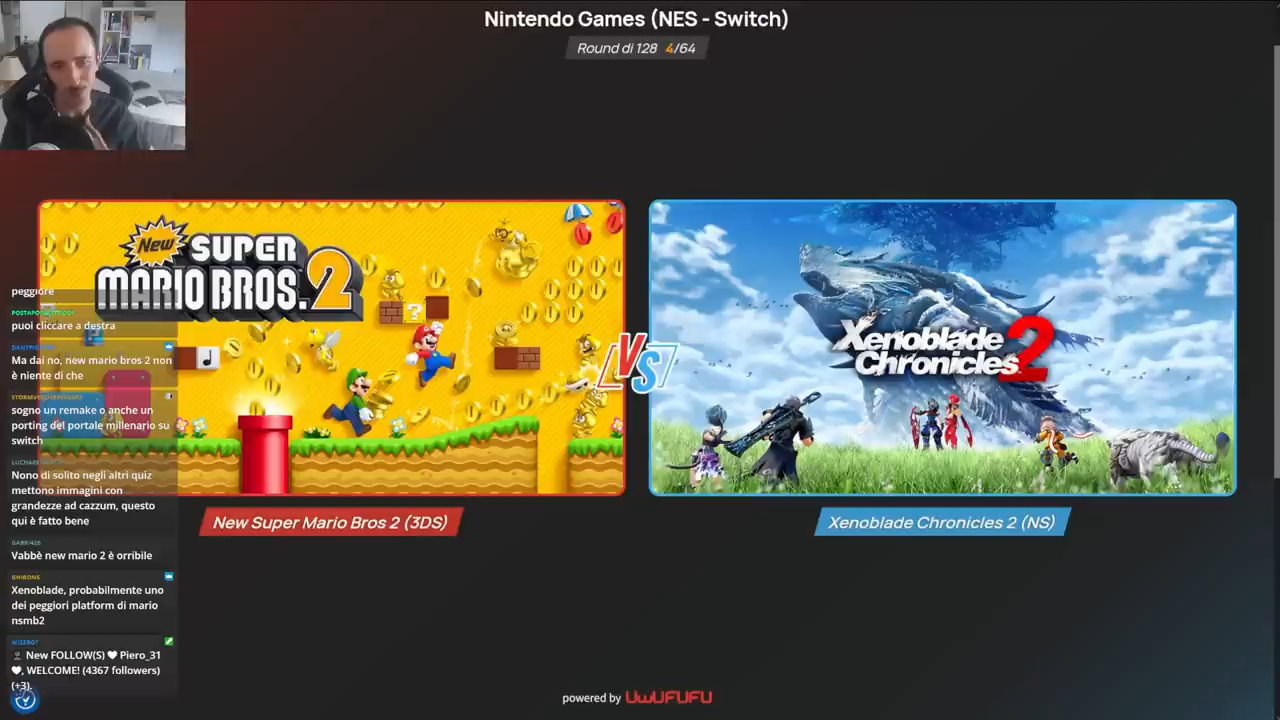 Nintendo Games (NES - Switch)
Round di 128 4/64
New
SUPER
MARIO BROS.2
?
Xenoblade
Chronicles 2
VS
New Super Mario Bros 2 (3DS)
Xenoblade Chronicles 2 (NS)
peggiore
puoi cliccare a destra
Ma dai no, new mario bros 2 non
è niente di che
sogno un remake o anche un
porting del portale millenario su
switch
Nono di solito negli altri quiz
mettono immagini con
grandezze ad cazzum, questo
qui è fatto bene
Vabbè new mario 2 è orribile
GHIRONS
Xenoblade, probabilmente uno
dei peggiori platform di mario
nsmb2
WIZEBOT
New FOLLOW(S) Piero_31
, WELCOME! (4367 followers)
(+3).
powered by UWUFUFU